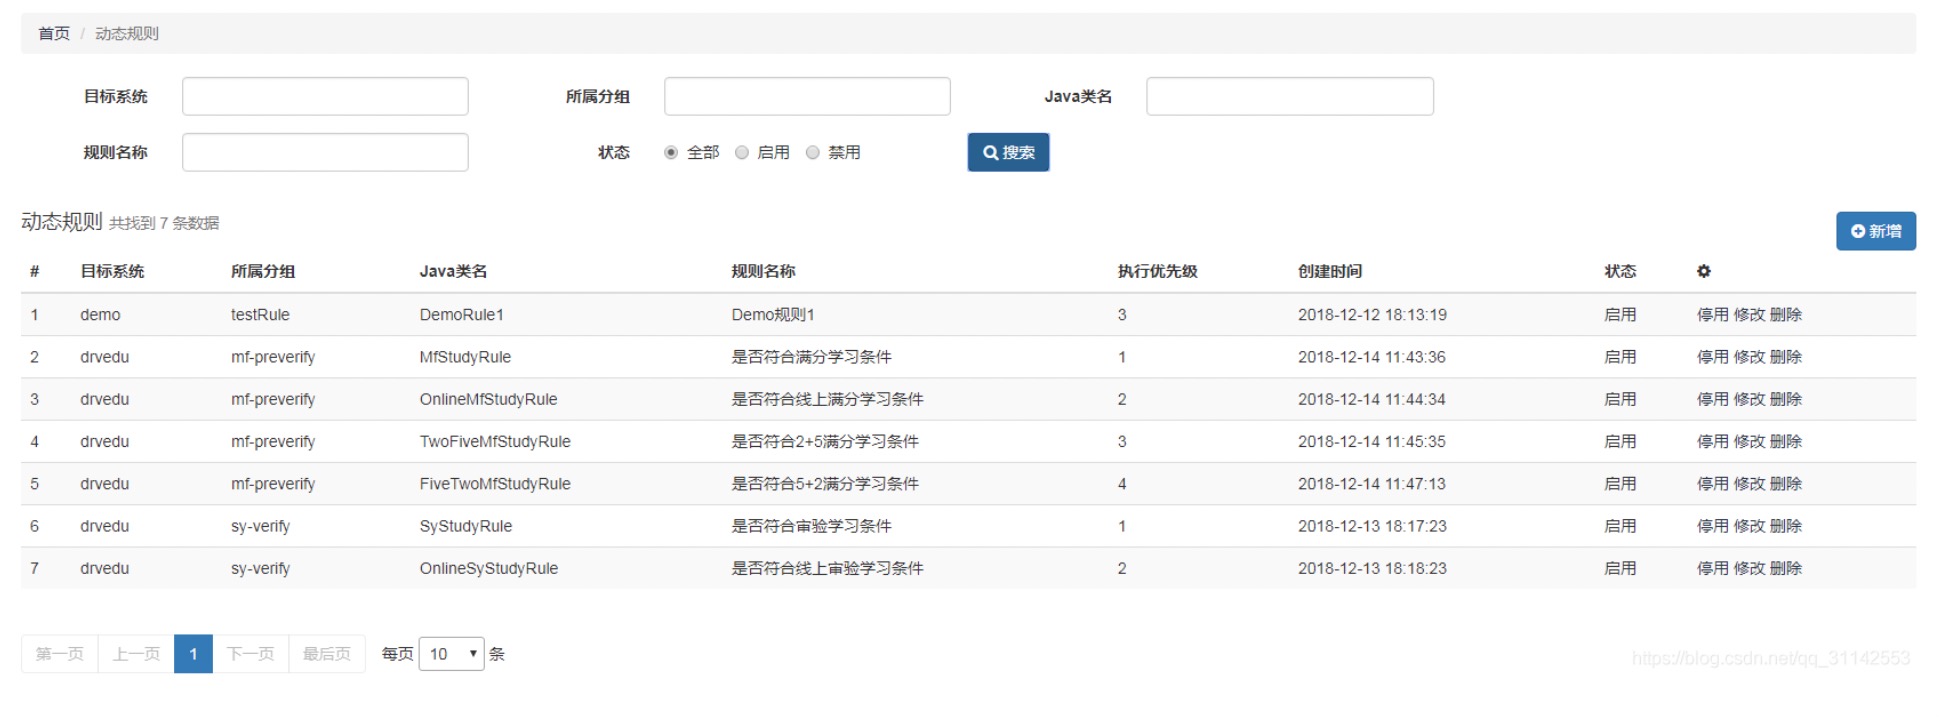 首页 / 动态规则
目标系统 所属分组 Java类名
规则名称 状态 全部 启用 禁用 搜索
动态规则 共找到 7 条数据
新增
# 目标系统 所属分组 Java类名 规则名称 执行优先级 创建时间 状态
1 demo testRule DemoRule1 Demo规则1 3 2018-12-12 18:13:19 启用 停用 修改 删除
2 drvedu mf-preverify MfStudyRule 是否符合满分学习条件 1 2018-12-14 11:43:36 启用 停用 修改 删除
3 drvedu mf-preverify OnlineMfStudyRule 是否符合线上满分学习条件 2 2018-12-14 11:44:34 启用 停用 修改 删除
4 drvedu mf-preverify TwoFiveMfStudyRule 是否符合2+5满分学习条件 3 2018-12-14 11:45:35 启用 停用 修改 删除
5 drvedu mf-preverify FiveTwoMfStudyRule 是否符合5+2满分学习条件 4 2018-12-14 11:47:13 启用 停用 修改 删除
6 drvedu sy-verify SyStudyRule 是否符合审验学习条件 1 2018-12-13 18:17:23 启用 停用 修改 删除
7 drvedu sy-verify OnlineSyStudyRule 是否符合线上审验学习条件 2 2018-12-13 18:18:23 启用 停用 修改 删除
第一页 上一页 1 下一页 最后页 每页 10 条
https://blog.csdn.net/qq_31142553